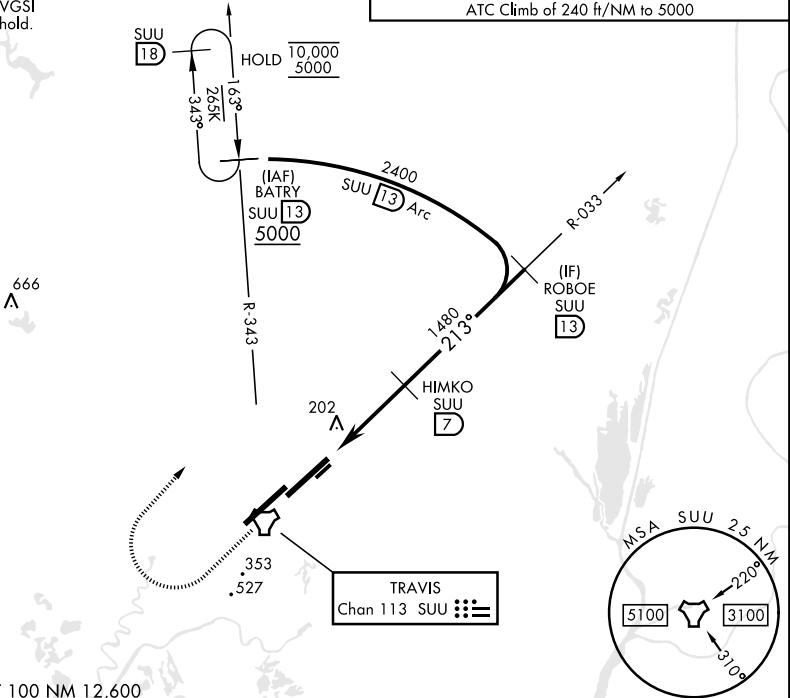 VGSI
hold.
ATC Climb of 240 ft/NM to 5000
SUU
18
HOLD 10,000
5000
343°
265K
163°
(IAF)
BATRY
SUU 13
5000
2400
SUU 13 Arc
R-033
(IF)
ROBOE
SUU
13
666
R-343
1480
213°
HIMKO
SUU
7
202
353
527
TRAVIS
Chan 113 SUU
MSA SUU 25 NM
220°
5100
3100
310°
100 NM 12,600